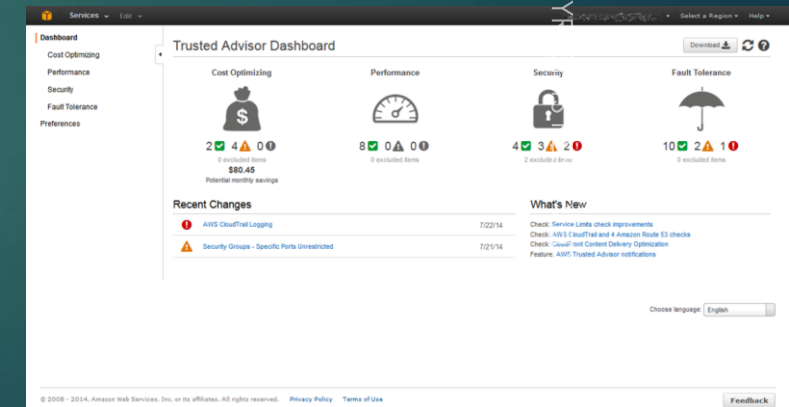 Services Edit Select a Region Help
Dashboard
Cost Optimizing
Performance
Security
Fault Tolerance
Preferences
Trusted Advisor Dashboard
Download
Cost Optimizing Performance Security Fault Tolerance
$
2 4 0 8 0 0 4 3 2 10 2 1
0 excluded items 0 excluded items 2 excluded items 0 excluded items
$80.45
Potential monthly savings
Recent Changes
AWS CloudTrail Logging 7/22/14
Security Groups - Specific Ports Unrestricted 7/21/14
What's New
Check: Service Limits check improvements
Check: AWS CloudTrail and 4 Amazon Route 53 checks
Check: CloudFront Content Delivery Optimization
Feature: AWS Trusted Advisor notifications
Choose language: English
© 2008 - 2014, Amazon Web Services, Inc. or its affiliates. All rights reserved. Privacy Policy Terms of Use
Feedback